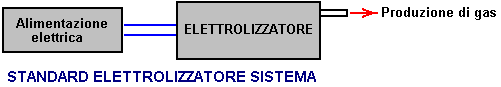 Alimentazione
elettrica
ELETTROLIZZATORE
Produzione di gas
STANDARD ELETTROLIZZATORE SISTEMA